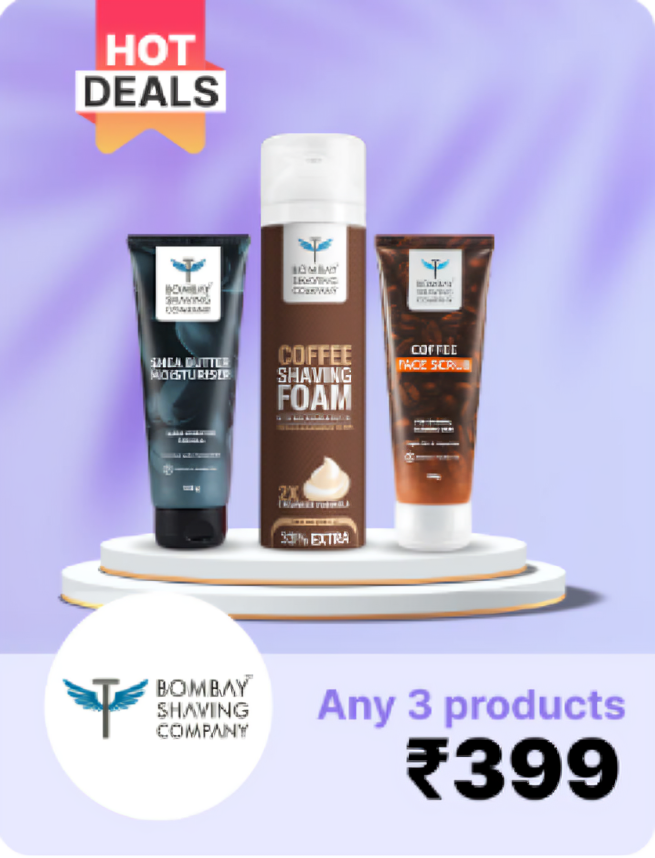 HOT
DEALS
BOMBAY
SHAVING
COMPANY
SHEA BUTTER
MOISTURISER
BOMBAY
SHAVING
COMPANY
COFFEE
SHAVING
FOAM
2X
33% EXTRA
BOMBAY
SHAVING
COMPANY
COFFEE
FACE SCRUB
BOMBAY
SHAVING
COMPANY
Any 3 products
₹399